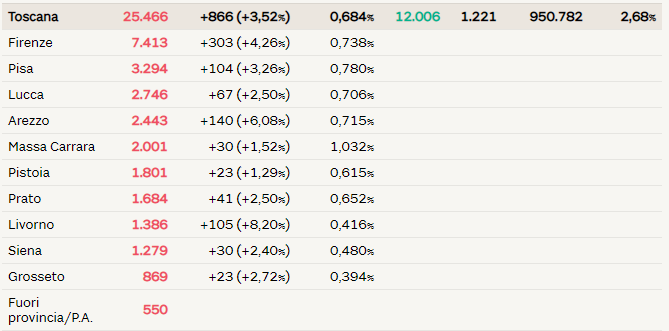 Toscana 25.466 +866 (+3,52%) 0,684% 12.006 1.221 950.782 2,68%
Firenze 7.413 +303 (+4,26%) 0,738%
Pisa 3.294 +104 (+3,26%) 0,780%
Lucca 2.746 +67 (+2,50%) 0,706%
Arezzo 2.443 +140 (+6,08%) 0,715%
Massa Carrara 2.001 +30 (+1,52%) 1,032%
Pistoia 1.801 +23 (+1,29%) 0,615%
Prato 1.684 +41 (+2,50%) 0,652%
Livorno 1.386 +105 (+8,20%) 0,416%
Siena 1.279 +30 (+2,40%) 0,480%
Grosseto 869 +23 (+2,72%) 0,394%
Fuori
provincia/P.A. 550